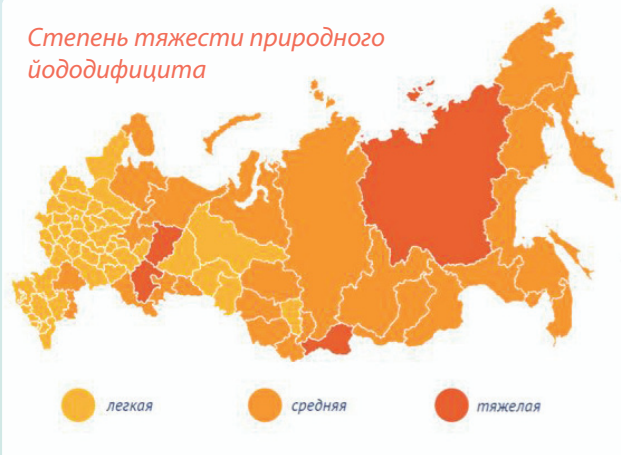 Степень тяжести природного
йододифицита
легкая
средняя
тяжелая